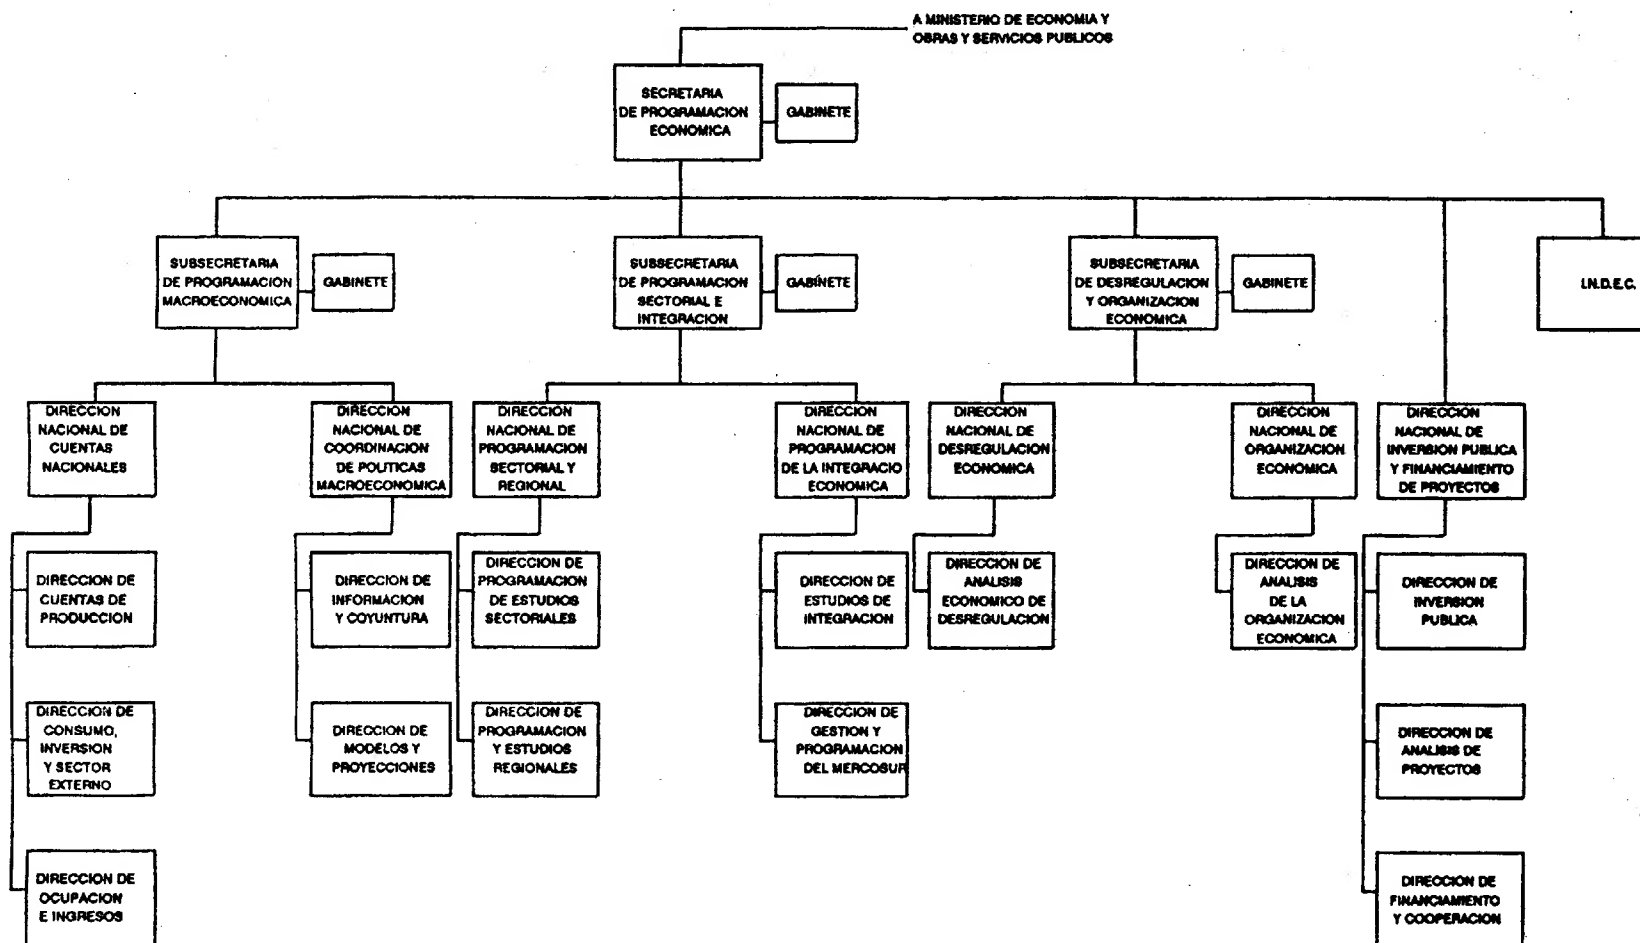 A MINISTERIO DE ECONOMIA Y
OBRAS Y SERVICIOS PUBLICOS
SECRETARIA
DE PROGRAMACION
ECONOMICA
GABINETE
SUBSECRETARIA
DE PROGRAMACION
MACROECONOMICA
GABINETE
SUBSECRETARIA
DE PROGRAMACION
SECTORIAL E
INTEGRACION
GABINETE
SUBSECRETARIA
DE DESREGULACION
Y ORGANIZACION
ECONOMICA
GABINETE
I.N.D.E.C.
DIRECCION
NACIONAL DE
CUENTAS
NACIONALES
DIRECCION
NACIONAL DE
COORDINACION
DE POLITICAS
MACROECONOMICA
DIRECCION
NACIONAL DE
PROGRAMACION
SECTORIAL Y
REGIONAL
DIRECCION
NACIONAL DE
PROGRAMACION
DE LA INTEGRACIO
ECONOMICA
DIRECCION
NACIONAL DE
DESREGULACION
ECONOMICA
DIRECCION
NACIONAL DE
ORGANIZACION
ECONOMICA
DIRECCION
NACIONAL DE
INVERSION PUBLICA
Y FINANCIAMIENTO
DE PROYECTOS
DIRECCION DE
CUENTAS DE
PRODUCCION
DIRECCION DE
INFORMACION
Y COYUNTURA
DIRECCION DE
PROGRAMACION
DE ESTUDIOS
SECTORIALES
DIRECCION DE
ESTUDIOS DE
INTEGRACION
DIRECCION DE
ANALISIS
ECONOMICO DE
DESREGULACION
DIRECCION DE
ANALISIS
DE LA
ORGANIZACION
ECONOMICA
DIRECCION DE
INVERSION
PUBLICA
DIRECCION DE
CONSUMO,
INVERSION
Y SECTOR
EXTERNO
DIRECCION DE
MODELOS Y
PROYECCIONES
DIRECCION DE
PROGRAMACION
Y ESTUDIOS
REGIONALES
DIRECCION DE
GESTION Y
PROGRAMACION
DEL MERCOSUR
DIRECCION DE
ANALISIS DE
PROYECTOS
DIRECCION DE
OCUPACION
E INGRESOS
DIRECCION DE
FINANCIAMIENTO
Y COOPERACION